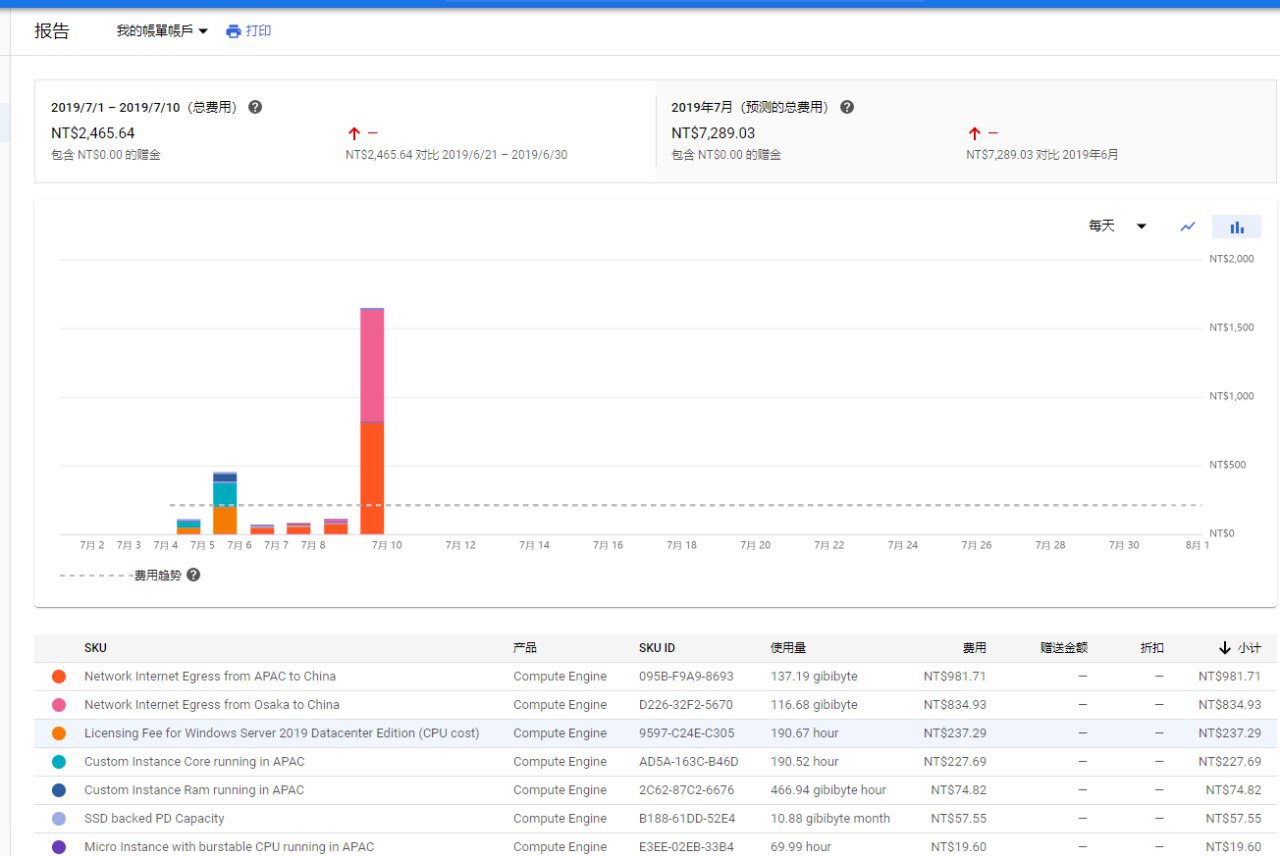 报告 我的帳單帳戶 打印
2019/7/1 – 2019/7/10（总费用） 2019年7月（预测的总费用）
NT$2,465.64 NT$7,289.03
包含 NT$0.00 的赠金 NT$2,465.64 对比 2019/6/21 – 2019/6/30 包含 NT$0.00 的赠金 NT$7,289.03 对比 2019年6月
每天
NT$2,000
NT$1,500
NT$1,000
NT$500
NT$0
7月 2 7月 3 7月 4 7月 5 7月 6 7月 7 7月 8 7月 10 7月 12 7月 14 7月 16 7月 18 7月 20 7月 22 7月 24 7月 26 7月 28 7月 30 8月 1
费用趋势
SKU 产品 SKU ID 使用量 费用 赠送金额 折扣 小计
Network Internet Egress from APAC to China Compute Engine 095B-F9A9-8693 137.19 gibibyte NT$981.71 — — NT$981.71
Network Internet Egress from Osaka to China Compute Engine D226-32F2-5670 116.68 gibibyte NT$834.93 — — NT$834.93
Licensing Fee for Windows Server 2019 Datacenter Edition (CPU cost) Compute Engine 9597-C24E-C305 190.67 hour NT$237.29 — — NT$237.29
Custom Instance Core running in APAC Compute Engine AD5A-163C-B46D 190.52 hour NT$227.69 — — NT$227.69
Custom Instance Ram running in APAC Compute Engine 2C62-87C2-6676 466.94 gibibyte hour NT$74.82 — — NT$74.82
SSD backed PD Capacity Compute Engine B188-61DD-52E4 10.88 gibibyte month NT$57.55 — — NT$57.55
Micro Instance with burstable CPU running in APAC Compute Engine E3EE-02EB-33B4 69.99 hour NT$19.60 — — NT$19.60